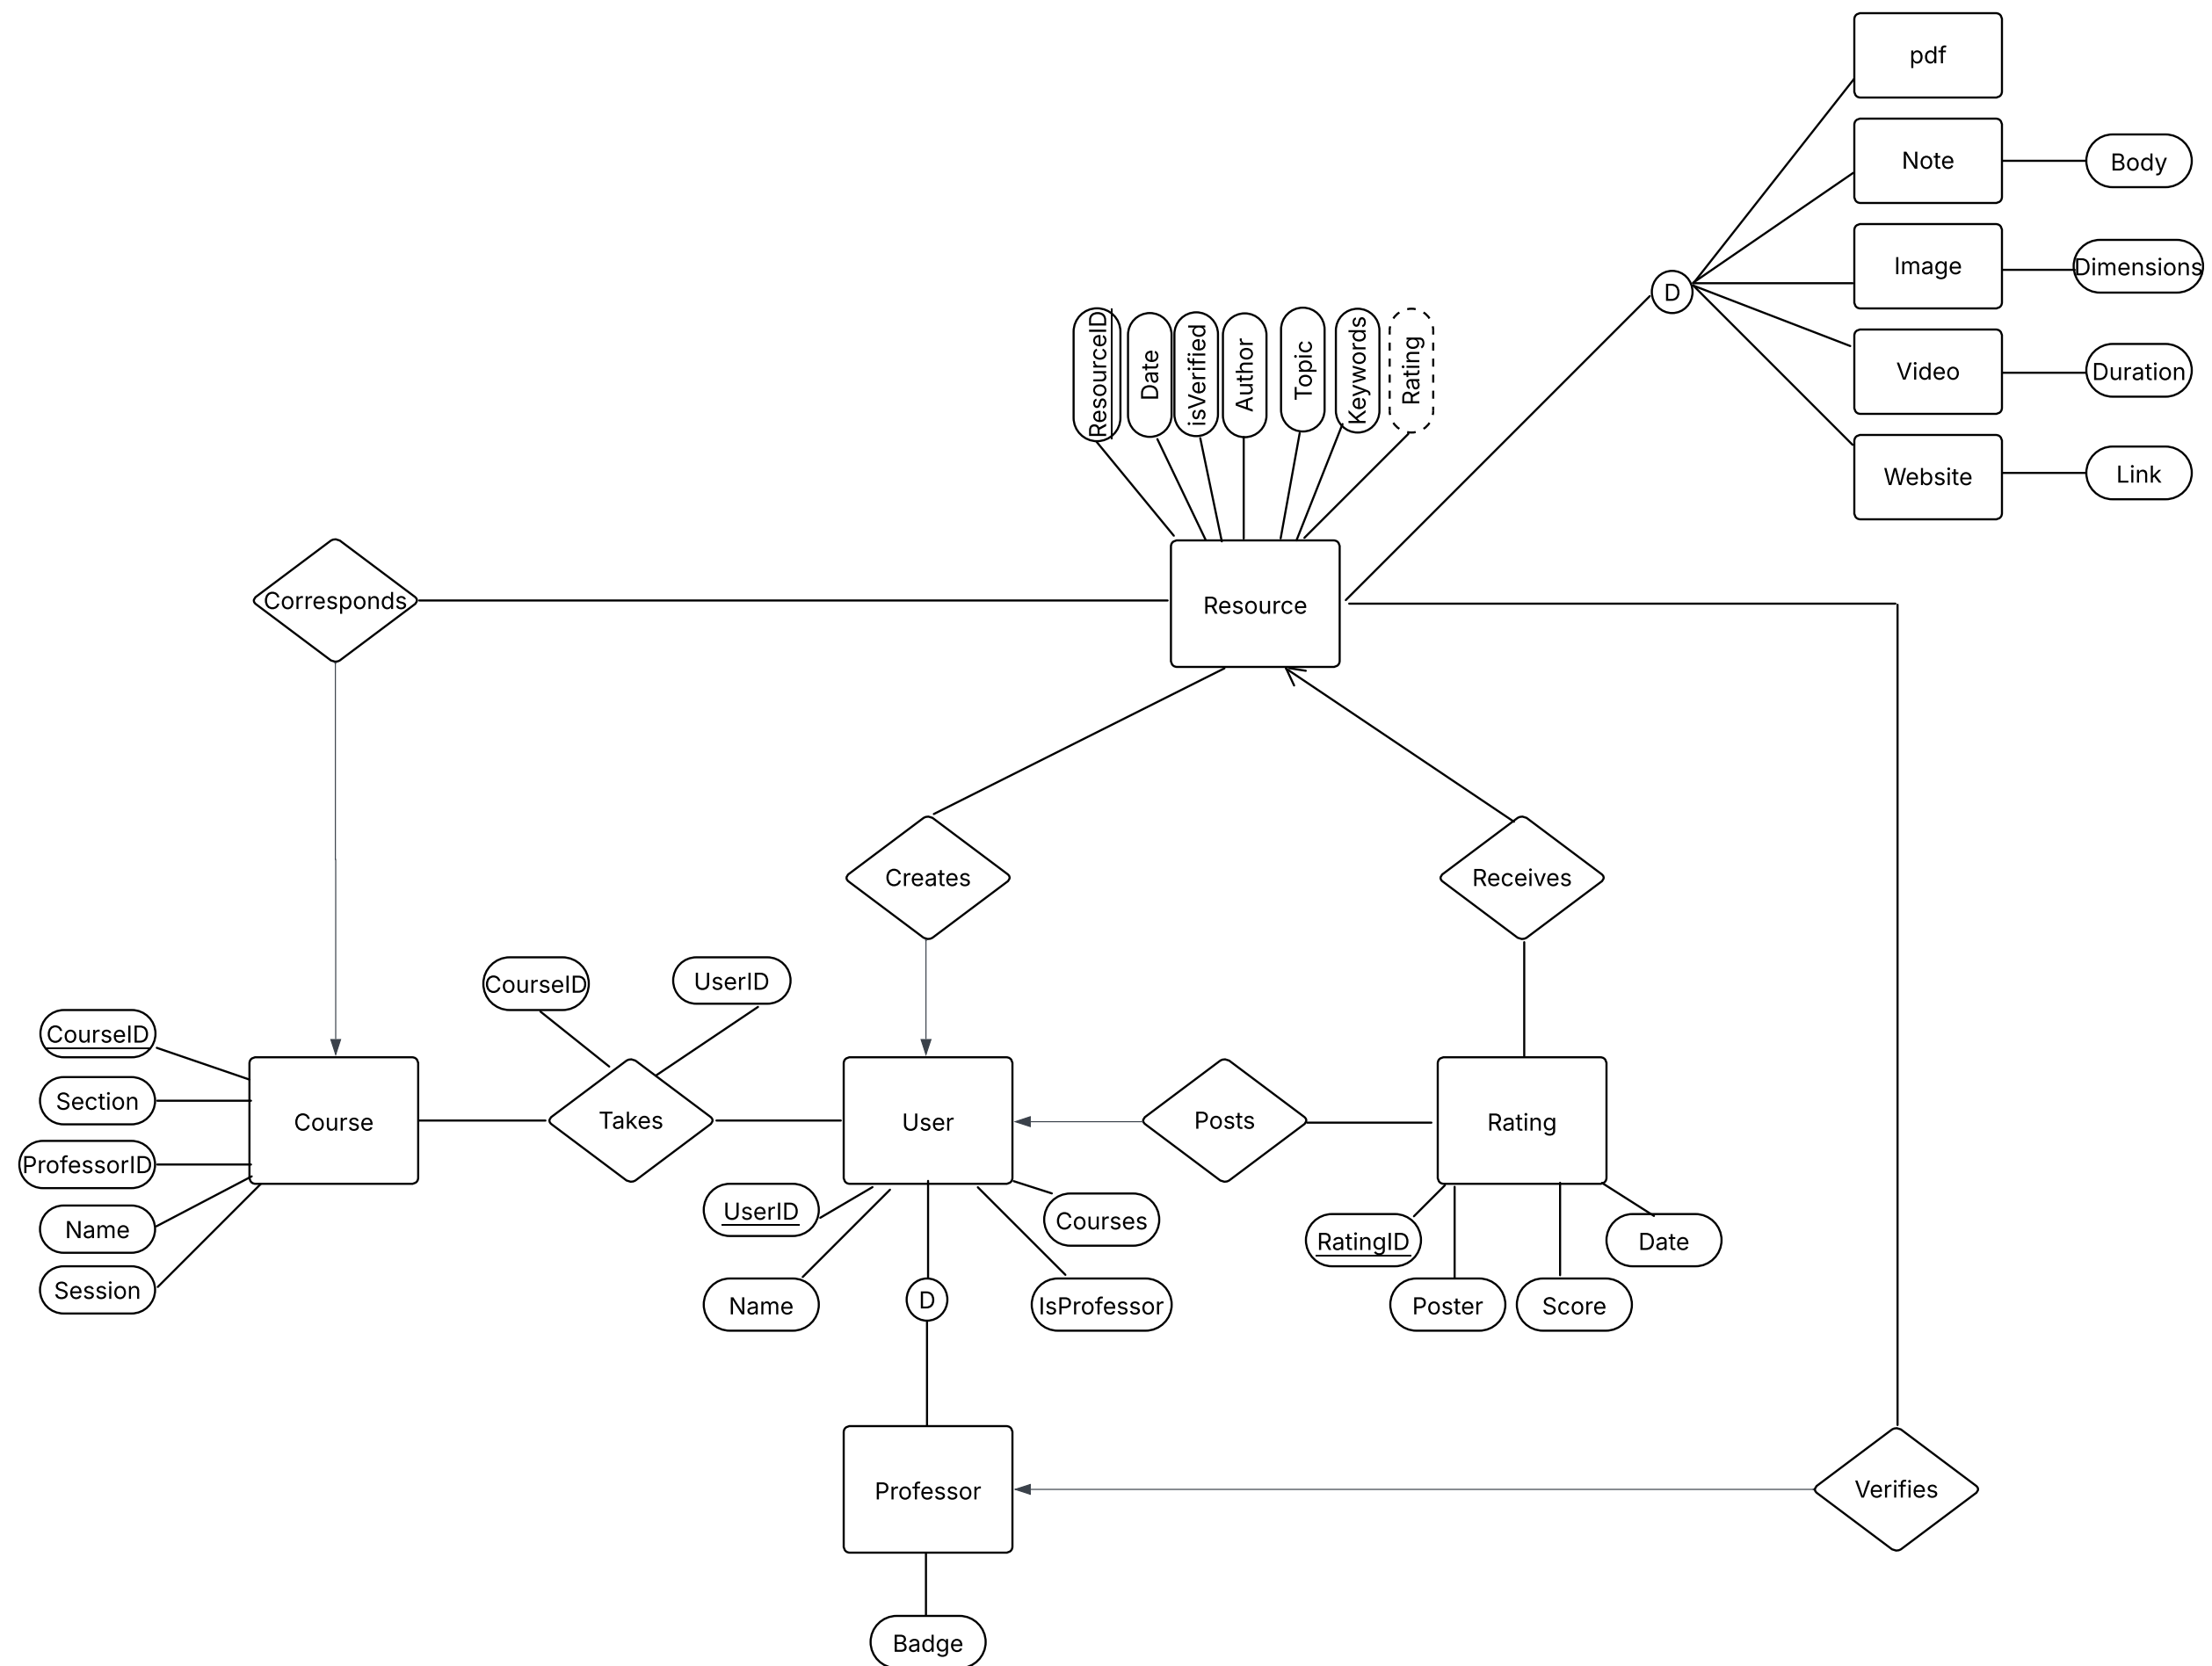 pdf
Note
Body
Image
Dimensions
D
Video
Duration
Website
Link
ResourceID
Date
isVerified
Author
Topic
Keywords
Rating
Corresponds
Resource
Creates
Receives
CourseID
UserID
CourseID
Section
ProfessorID
Name
Session
Course
Takes
User
Posts
Rating
UserID
Name
D
IsProfessor
Courses
RatingID
Poster
Score
Date
Professor
Verifies
Badge